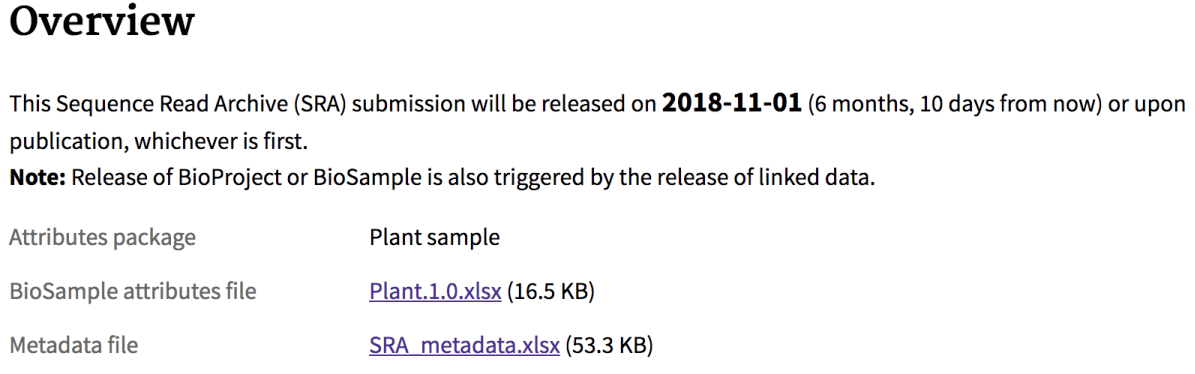 Overview
This Sequence Read Archive (SRA) submission will be released on 2018-11-01 (6 months, 10 days from now) or upon
publication, whichever is first.
Note: Release of BioProject or BioSample is also triggered by the release of linked data.
Attributes package Plant sample
BioSample attributes file Plant.1.0.xlsx (16.5 KB)
Metadata file SRA_metadata.xlsx (53.3 KB)